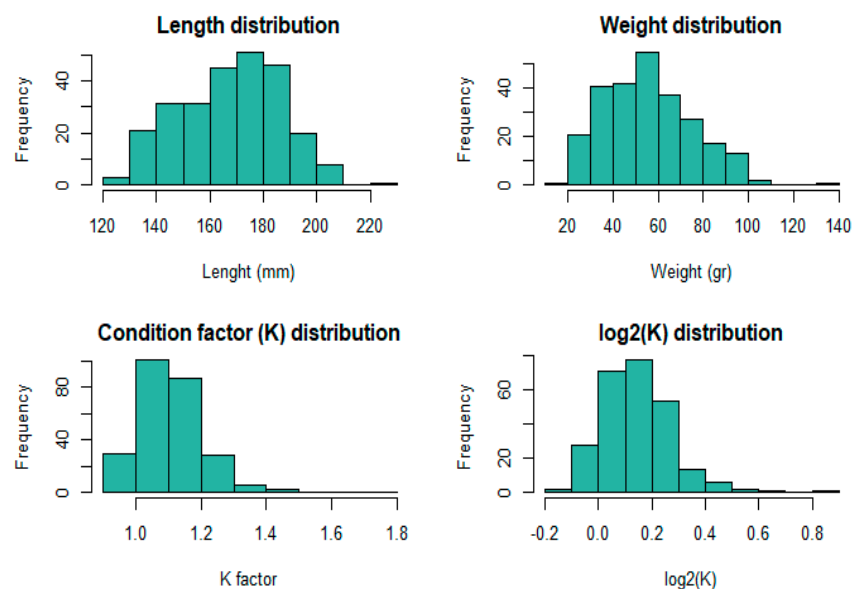 Length distribution
Frequency
0
20
40
120 140 160 180 200 220
Lenght (mm)
Weight distribution
Frequency
0
20
40
20 40 60 80 100 120 140
Weight (gr)
Condition factor (K) distribution
Frequency
0
40
80
1.0 1.2 1.4 1.6 1.8
K factor
log2(K) distribution
Frequency
0
20
60
-0.2 0.0 0.2 0.4 0.6 0.8
log2(K)